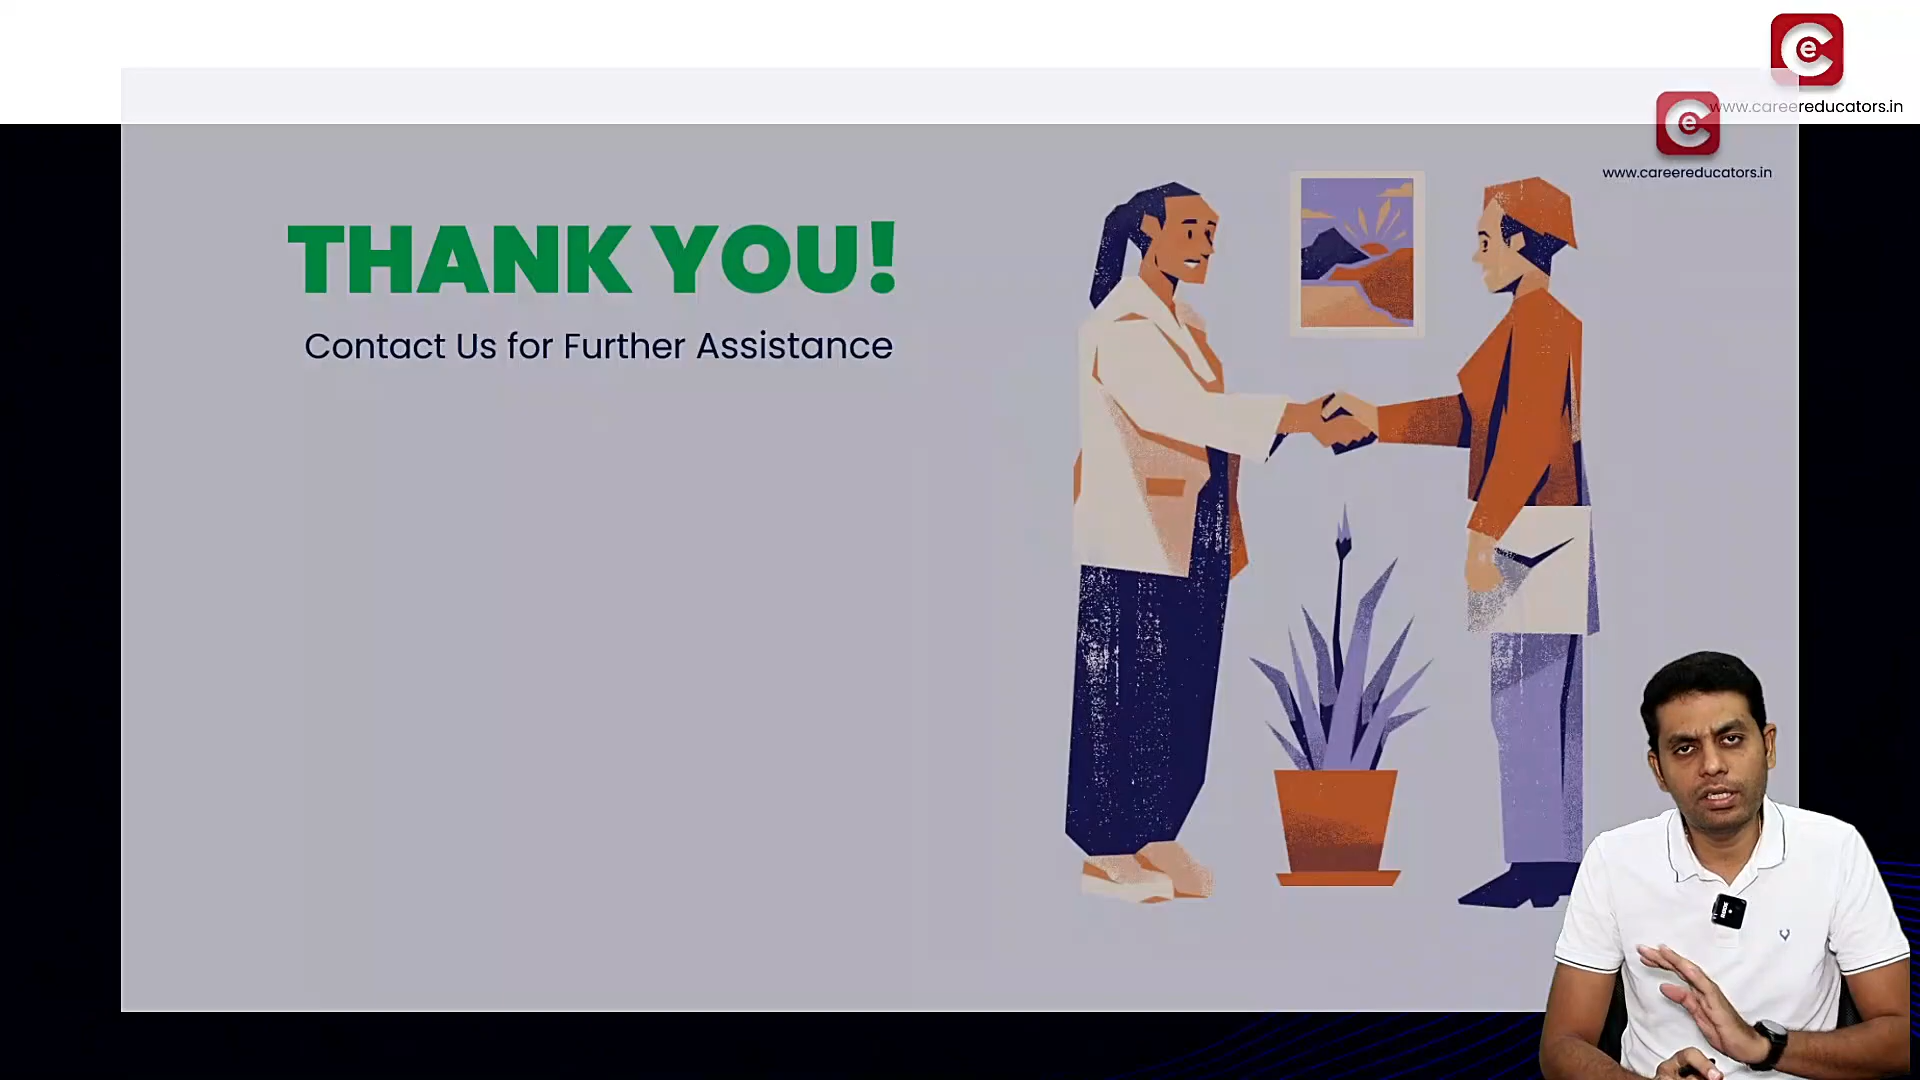 e
www.careereducators.in
e
www.careereducators.in
THANK YOU!
Contact Us for Further Assistance